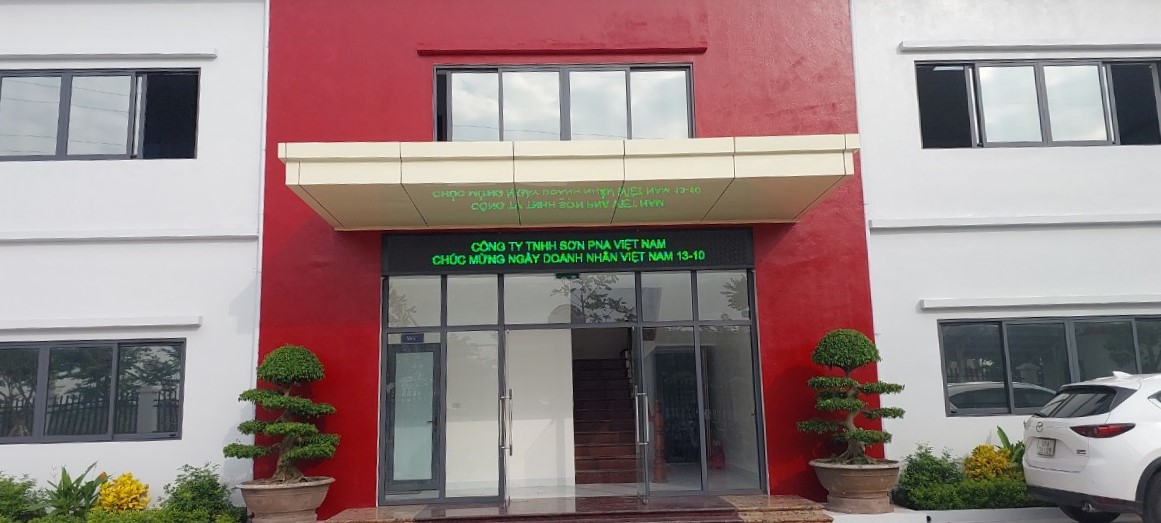 CÔNG TY TNHH SƠN PNA VIỆT NAM
CHÚC MỪNG NGÀY DOANH NHÂN VIỆT NAM 13-10